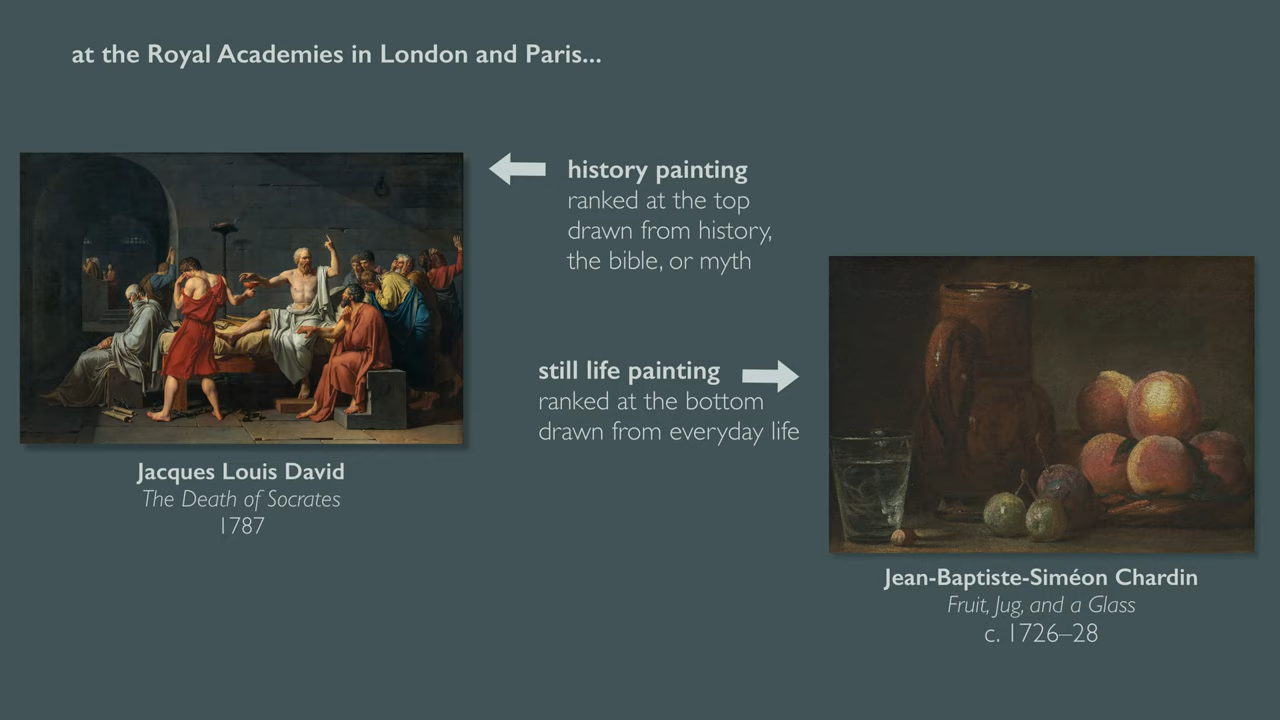 at the Royal Academies in London and Paris...
history painting
ranked at the top
drawn from history,
the bible, or myth
still life painting
ranked at the bottom
drawn from everyday life
Jacques Louis David
The Death of Socrates
1787
Jean-Baptiste-Siméon Chardin
Fruit, Jug, and a Glass
c. 1726–28